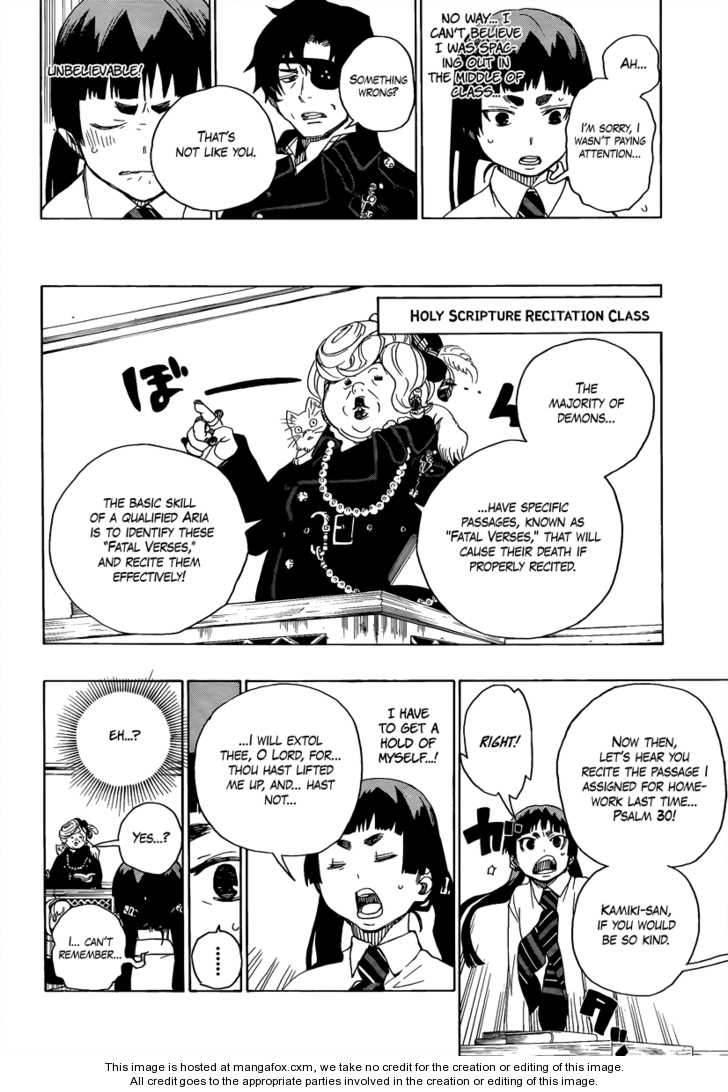 AH...
I'M SORRY, I
WASN'T PAYING
ATTENTION...
NO WAY... I
CAN'T BELIEVE
I WAS SPAC-
ING OUT IN
THE MIDDLE OF
CLASS...
SOMETHING
WRONG?
THAT'S
NOT LIKE YOU.
UNBELIEVABLE!
HOLY SCRIPTURE RECITATION CLASS
THE
MAJORITY OF
DEMONS...
...HAVE SPECIFIC
PASSAGES, KNOWN AS
"FATAL VERSES," THAT WILL
CAUSE THEIR DEATH IF
PROPERLY RECITED.
ぼー
THE BASIC SKILL
OF A QUALIFIED ARIA
IS TO IDENTIFY THESE
"FATAL VERSES,"
AND RECITE THEM
EFFECTIVELY!
NOW THEN,
LET'S HEAR YOU
RECITE THE PASSAGE I
ASSIGNED FOR HOME-
WORK LAST TIME...
PSALM 30!
KAMIKI-SAN,
IF YOU WOULD
BE SO KIND.
RIGHT!
ガ
タッ
I HAVE
TO GET A
HOLD OF
MYSELF...!
...I WILL EXTOL
THEE, O LORD, FOR...
THOU HAST LIFTED
ME UP, AND... HAST
NOT...
......
EH...?
YES...?
I... CAN'T
REMEMBER...
This image is hosted at mangafox.cxm, we take no credit for the creation or editing of this image.
All credit goes to the appropriate parties involved in the creation or editing of this image.